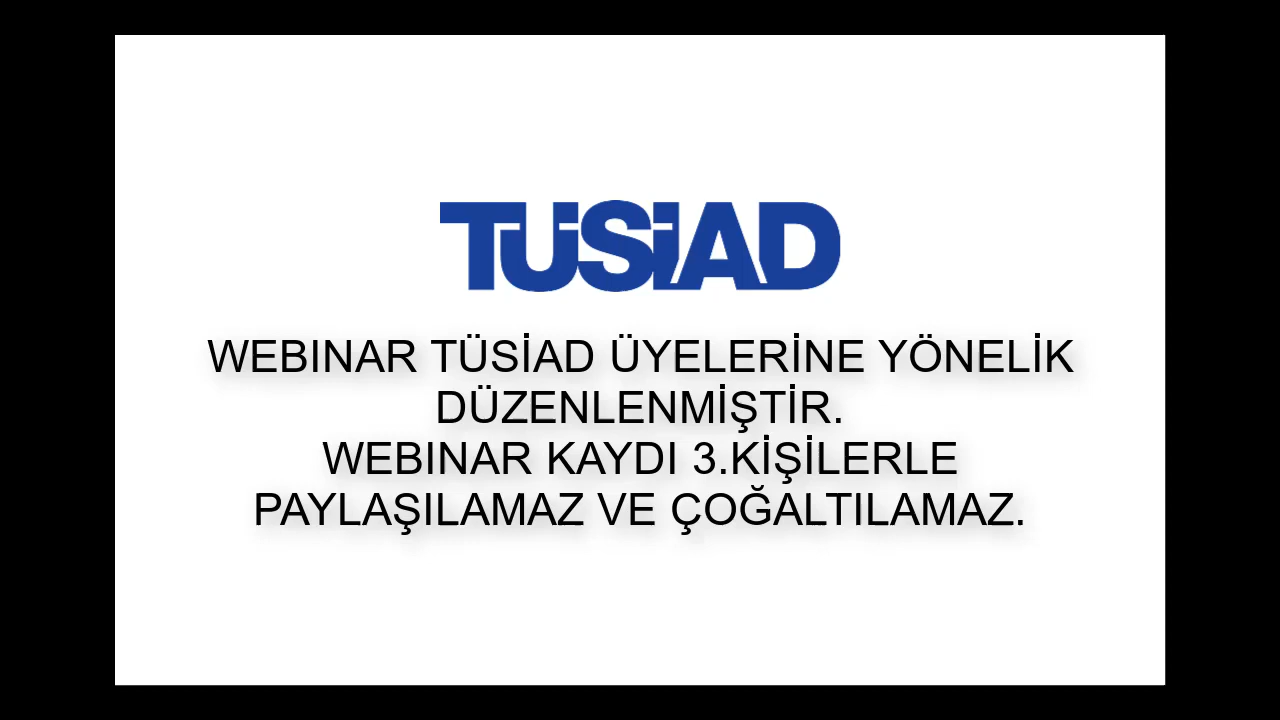 TÜSİAD
WEBINAR TÜSİAD ÜYELERİNE YÖNELİK
DÜZENLENMİŞTİR.
WEBINAR KAYDI 3.KİŞİLERLE
PAYLAŞILAMAZ VE ÇOĞALTILAMAZ.